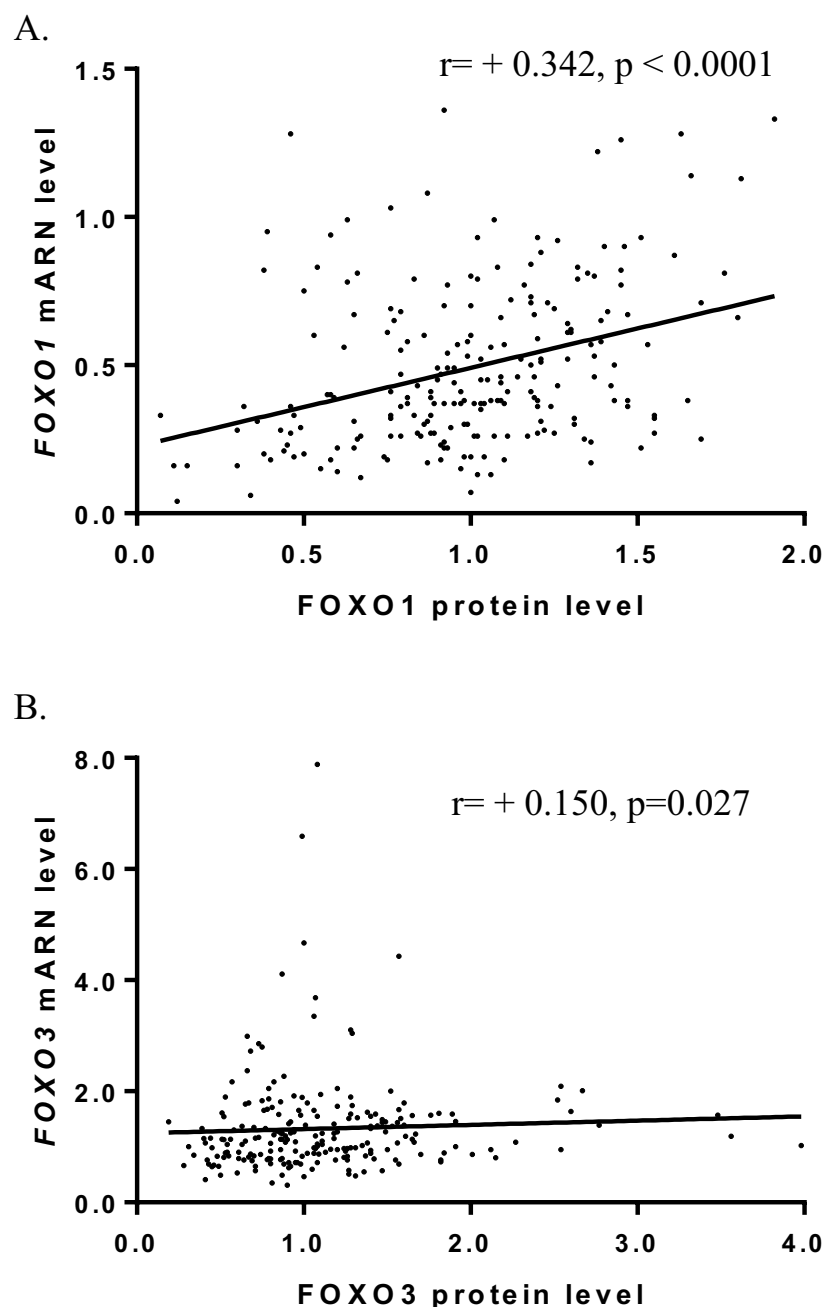 A.
r= + 0.342, p < 0.0001
1.5
1.0
0.5
0.0
FOXO1 mARN level
0.0 0.5 1.0 1.5 2.0
FOXO1 protein level
B.
r= + 0.150, p=0.027
8.0
6.0
4.0
2.0
0.0
FOXO3 mARN level
0.0 1.0 2.0 3.0 4.0
FOXO3 protein level